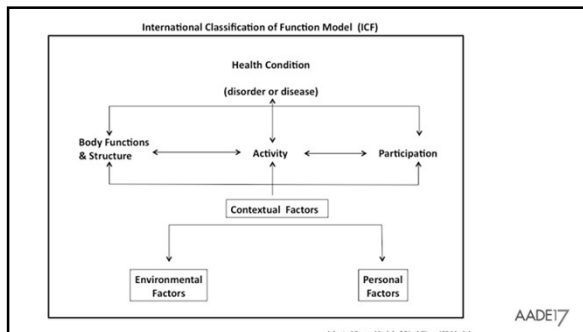 International Classification of Function Model (ICF)
Health Condition
(disorder or disease)
Body Functions
& Structure
Activity
Participation
Contextual Factors
Environmental
Factors
Personal
Factors
AADE17